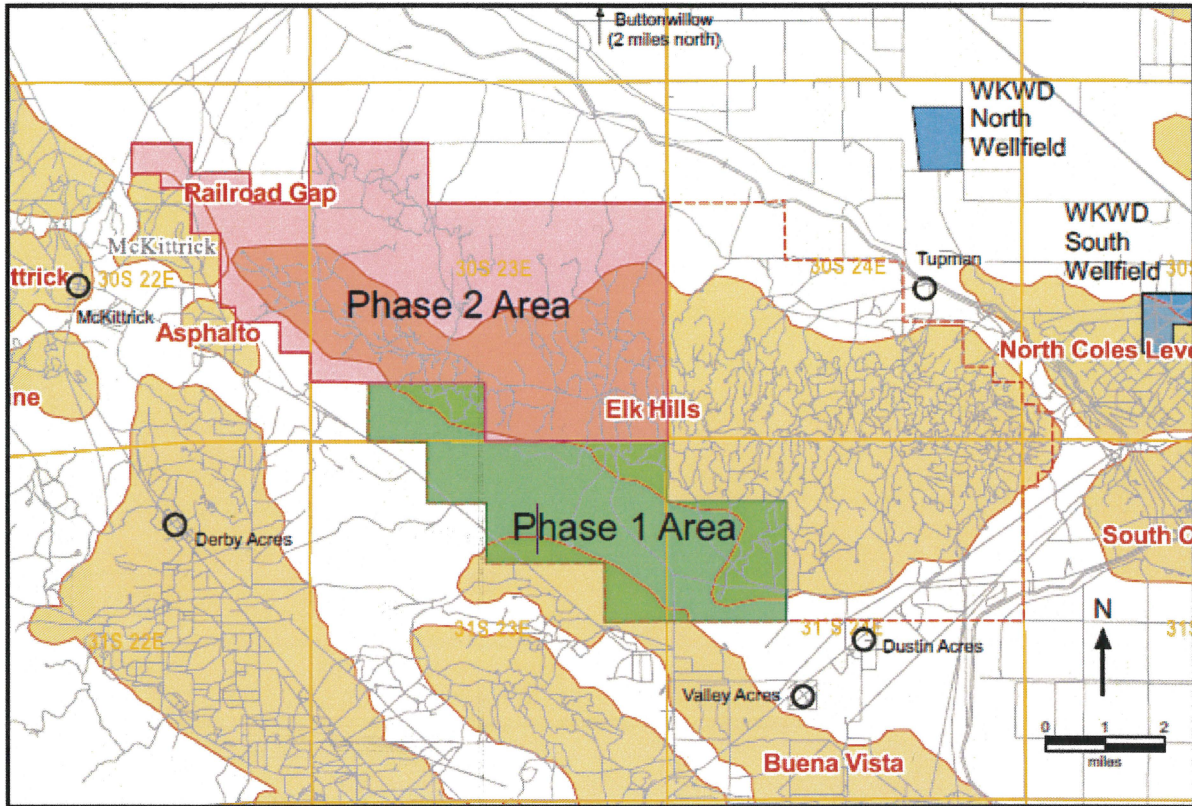 Buttonwillow
(2 miles north)
WKWD
North
Wellfield
Railroad Gap
McKittrick
WKWD
South
Wellfield
ttrick
30S 22E
30S 23E
30S 24E
Tupman
30S
McKittrick
Phase 2 Area
Asphalto
North Coles Leve
ne
Elk Hills
Phase 1 Area
Derby Acres
South C
N
31S 22E
31S 23E
31 S 24E
31S
Dustin Acres
Valley Acres
0 1 2
miles
Buena Vista